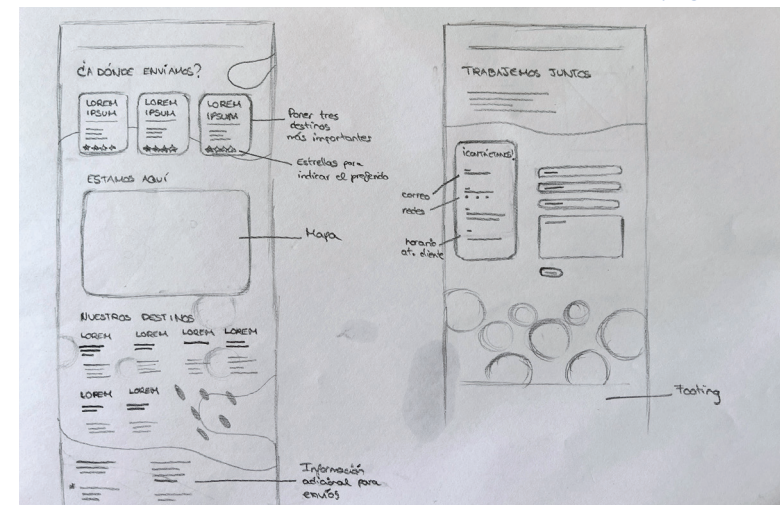 ¿A DÓNDE ENVÍAMOS?
LOREM
IPSUM
LOREM
IPSUM
LOREM
IPSUM
Poner tres
destinos
más importantes
Estrellas para
indicar el preferido
ESTAMOS AQUÍ
Mapa
NUESTROS DESTINOS
LOREM LOREM LOREM LOREM
LOREM LOREM
Información
adicional para
envíos
TRABAJEMOS JUNTOS
¡CONTÁCTANOS!
correo
redes
horario
at. cliente
Footing